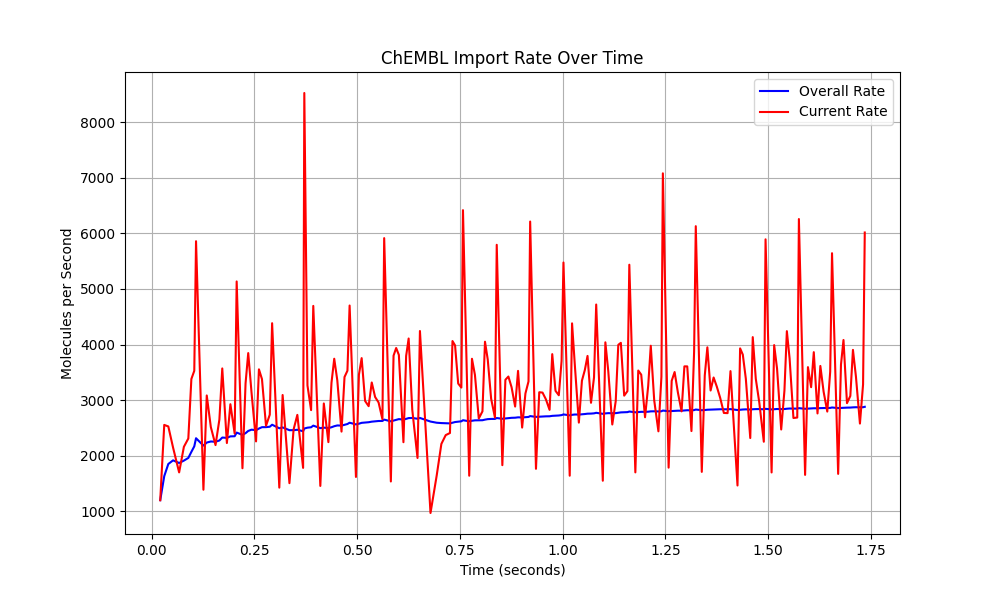 ChEMBL Import Rate Over Time
Overall Rate
Current Rate
Molecules per Second
8000
7000
6000
5000
4000
3000
2000
1000
0.00 0.25 0.50 0.75 1.00 1.25 1.50 1.75
Time (seconds)